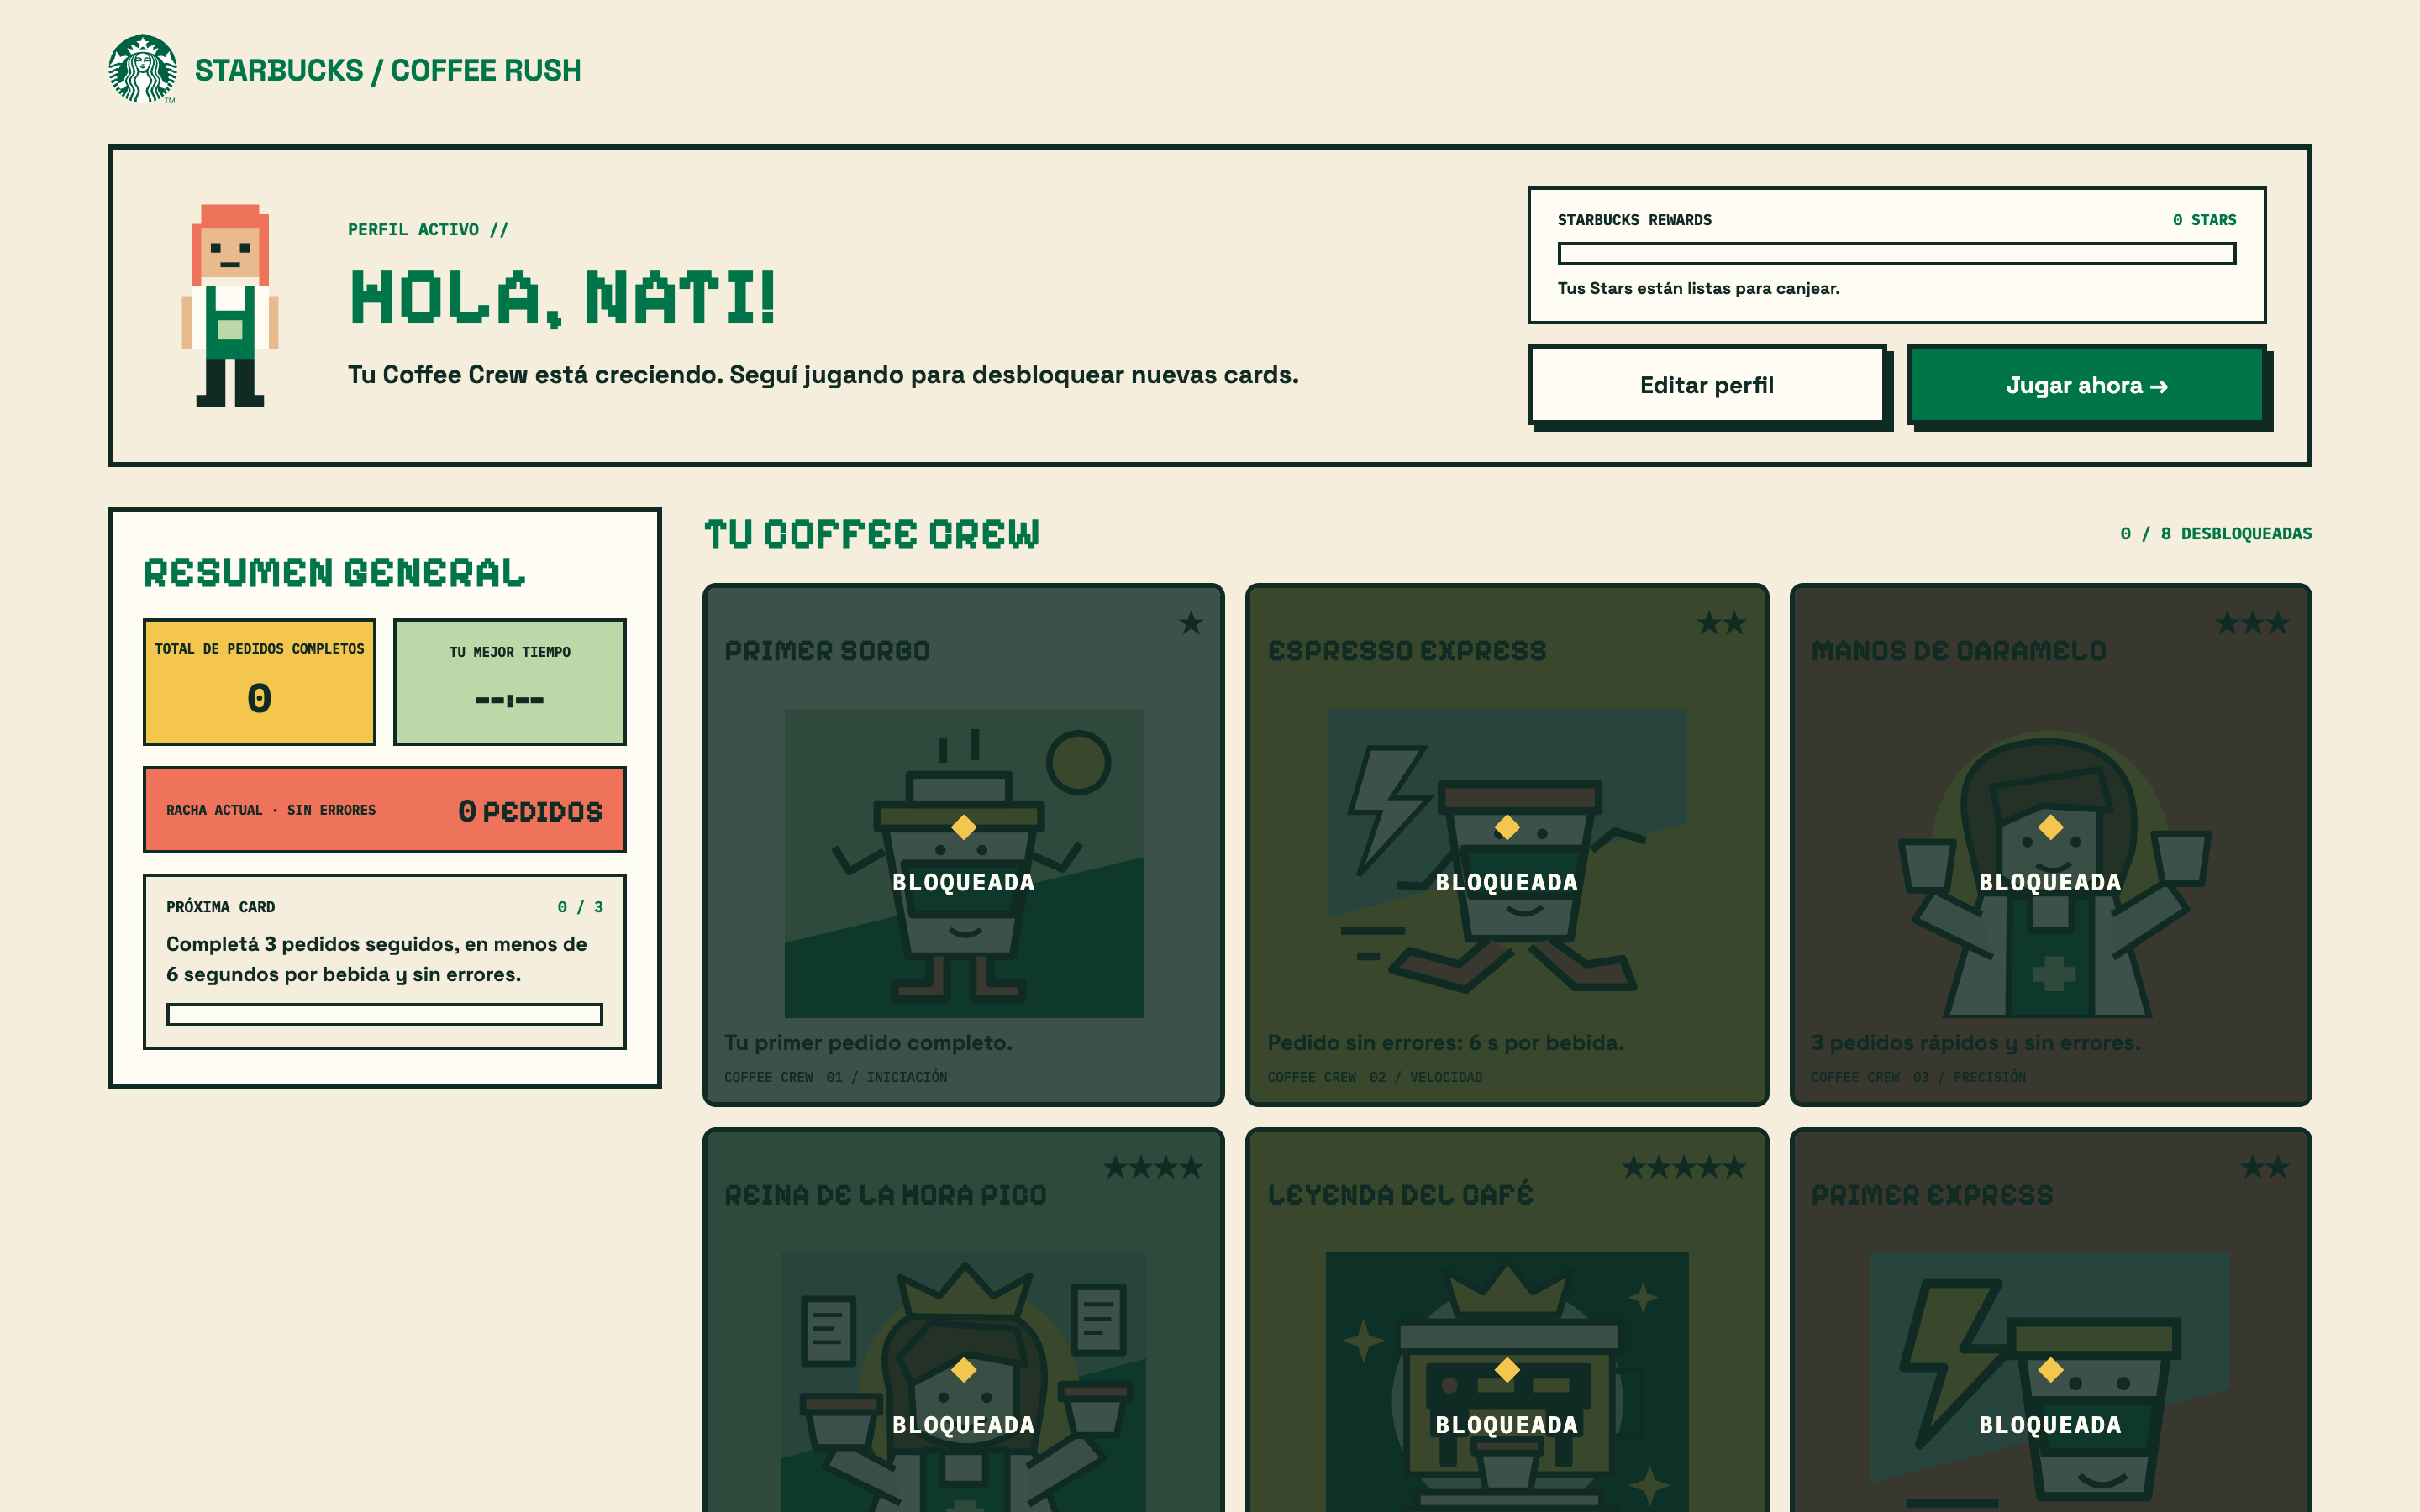 STARBUCKS / COFFEE RUSH
TM
PERFIL ACTIVO //
HOLA, NATI!
Tu Coffee Crew está creciendo. Seguí jugando para desbloquear nuevas cards.
STARBUCKS REWARDS
0 STARS
Tus Stars están listas para canjear.
Editar perfil
Jugar ahora →
RESUMEN GENERAL
TOTAL DE PEDIDOS COMPLETOS
0
TU MEJOR TIEMPO
--:--
RACHA ACTUAL · SIN ERRORES
0 PEDIDOS
PRÓXIMA CARD
0 / 3
Completá 3 pedidos seguidos, en menos de
6 segundos por bebida y sin errores.
TU COFFEE CREW
0 / 8 DESBLOQUEADAS
★
PRIMER SORBO
BLOQUEADA
Tu primer pedido completo.
COFFEE CREW 01 / INICIACIÓN
★★
ESPRESSO EXPRESS
BLOQUEADA
Pedido sin errores: 6 s por bebida.
COFFEE CREW 02 / VELOCIDAD
★★★
MANOS DE CARAMELO
BLOQUEADA
3 pedidos rápidos y sin errores.
COFFEE CREW 03 / PRECISIÓN
★★★★
REINA DE LA HORA PICO
BLOQUEADA
★★★★★
LEYENDA DEL CAFÉ
BLOQUEADA
★★
PRIMER EXPRESS
BLOQUEADA